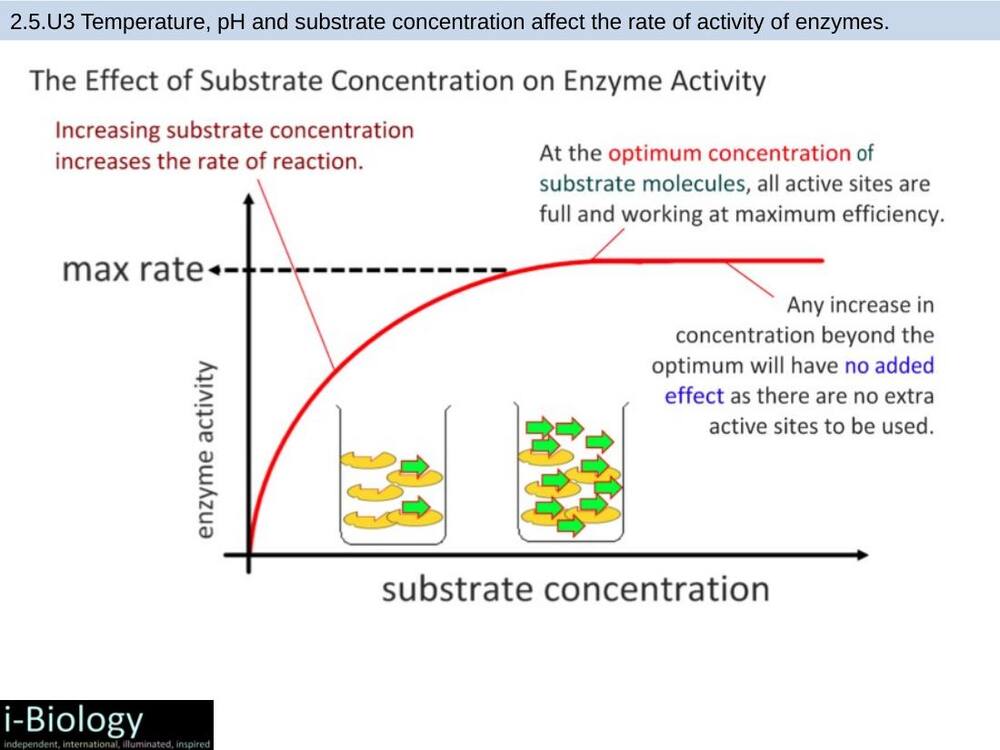 2.5.U3 Temperature, pH and substrate concentration affect the rate of activity of enzymes.
The Effect of Substrate Concentration on Enzyme Activity
Increasing substrate concentration
increases the rate of reaction.
At the optimum concentration of
substrate molecules, all active sites are
full and working at maximum efficiency.
max rate
Any increase in
concentration beyond the
optimum will have no added
effect as there are no extra
active sites to be used.
enzyme activity
substrate concentration
i-Biology
independent, international, illuminated, inspired